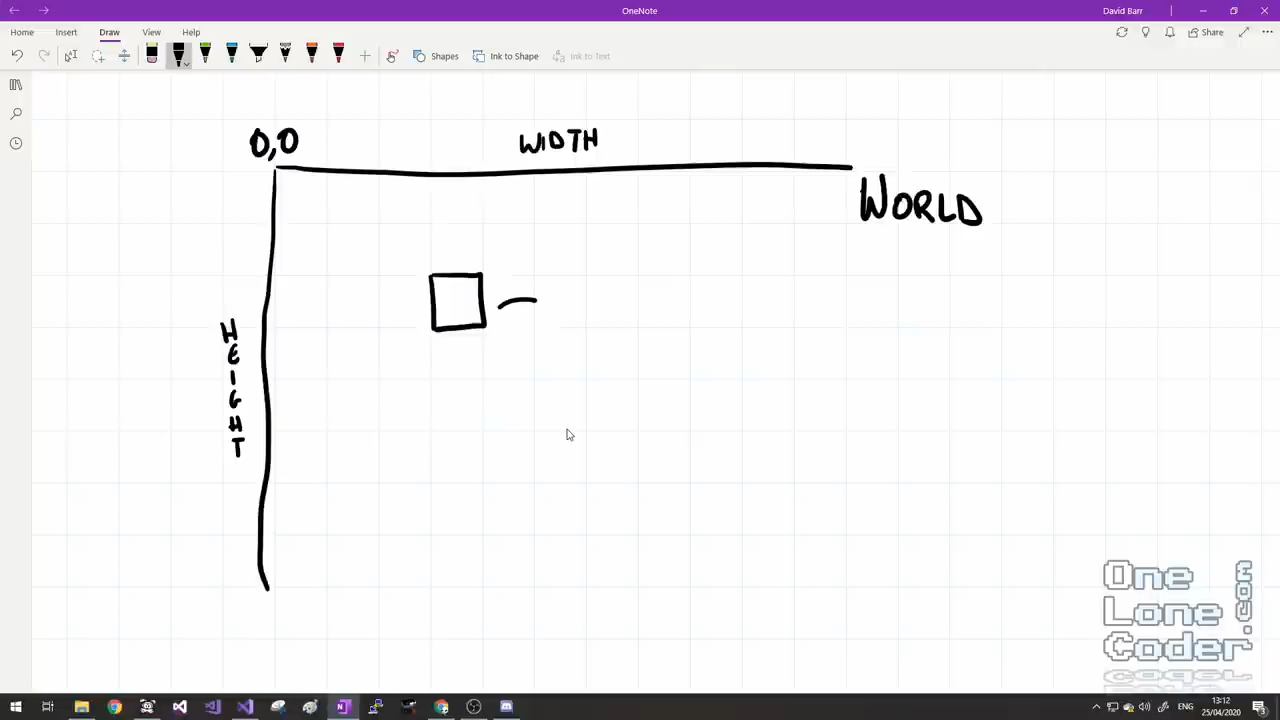 OneNote
David Barr
Home Insert Draw View Help
Share
Shapes Ink to Shape Ink to Text
0,0
WIDTH
WORLD
HEIGHT
One
Lone
Coder
.com
ENG
13:12
25/04/2020